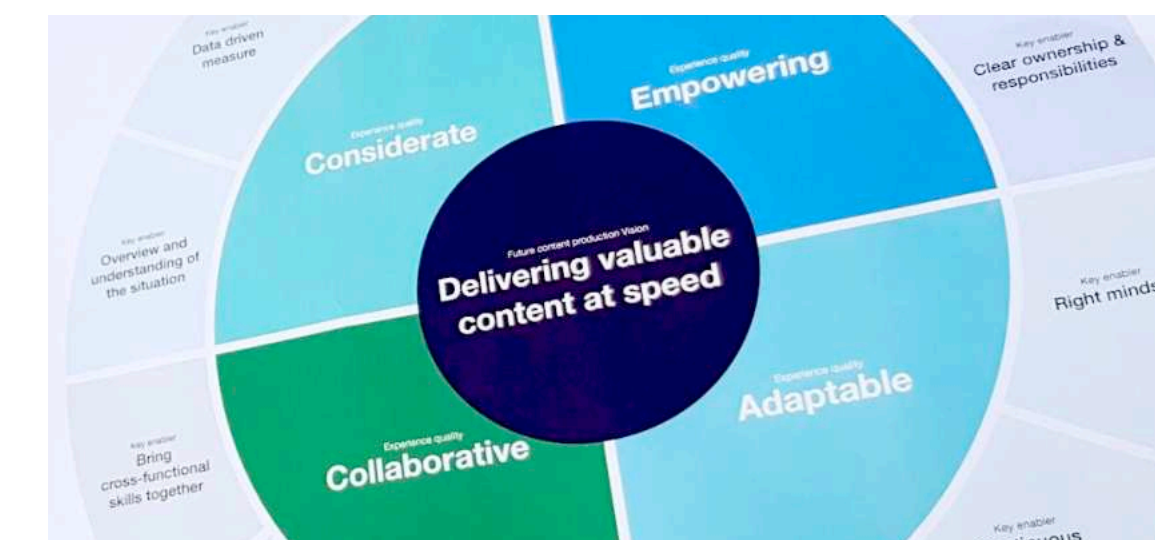 Key enabler
Data driven
measure
Experience quality
Considerate
Experience quality
Empowering
Key enabler
Clear ownership &
responsibilities
Key enabler
Overview and
understanding of
the situation
Future content production Vision
Delivering valuable
content at speed
Key enabler
Right
Experience quality
Adaptable
Experience quality
Collaborative
Key enabler
Bring
cross-functional
skills together
Key enabler